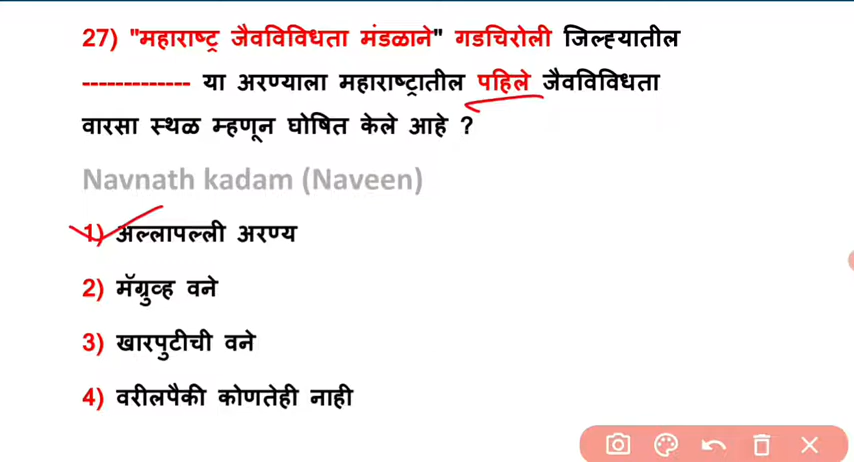 27) "महाराष्ट्र जैवविविधता मंडळाने" गडचिरोली जिल्ह्यातील
-------------- या अरण्याला महाराष्ट्रातील पहिले जैवविविधता
वारसा स्थळ म्हणून घोषित केले आहे ?
Navnath kadam (Naveen)
1) अल्लापल्ली अरण्य
2) मॅग्रुव्ह वने
3) खारपुटीची वने
4) वरीलपैकी कोणतेही नाही